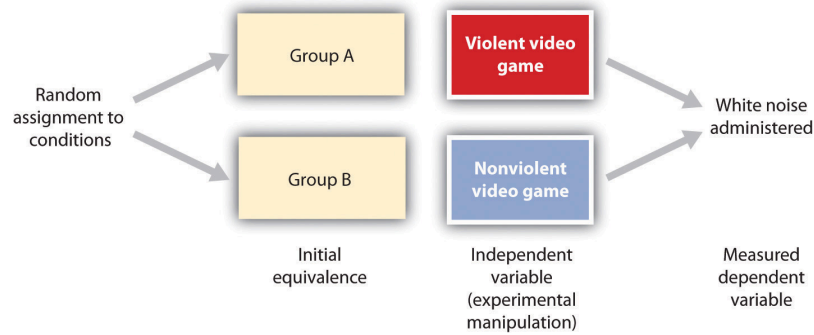 Random
assignment to
conditions
Group A
Group B
Violent video
game
Nonviolent
video game
White noise
administered
Initial
equivalence
Independent
variable
(experimental
manipulation)
Measured
dependent
variable